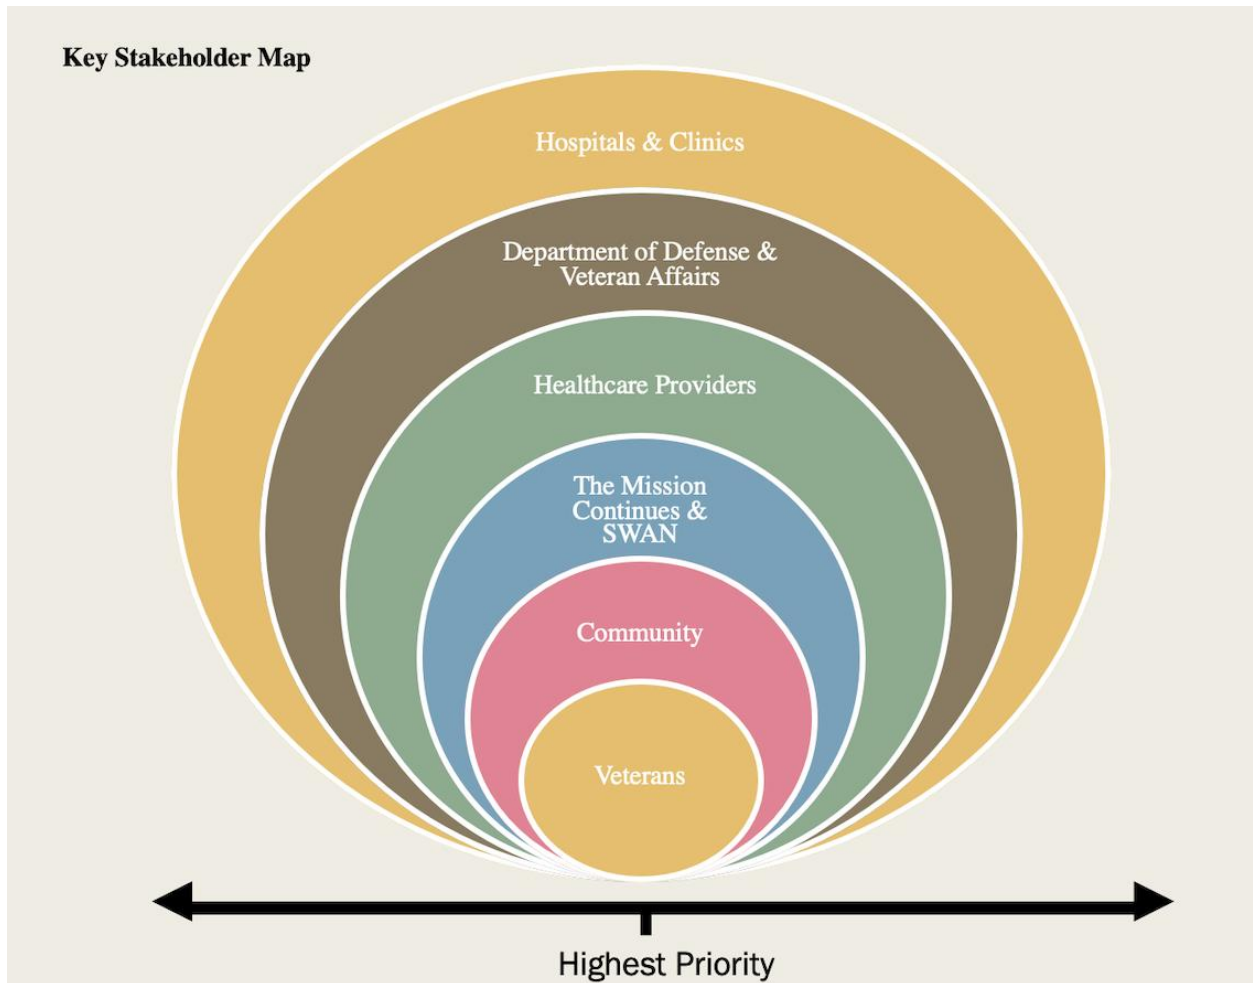 Key Stakeholder Map
Hospitals & Clinics
Department of Defense &
Veteran Affairs
Healthcare Providers
The Mission
Continues &
SWAN
Community
Veterans
Highest Priority